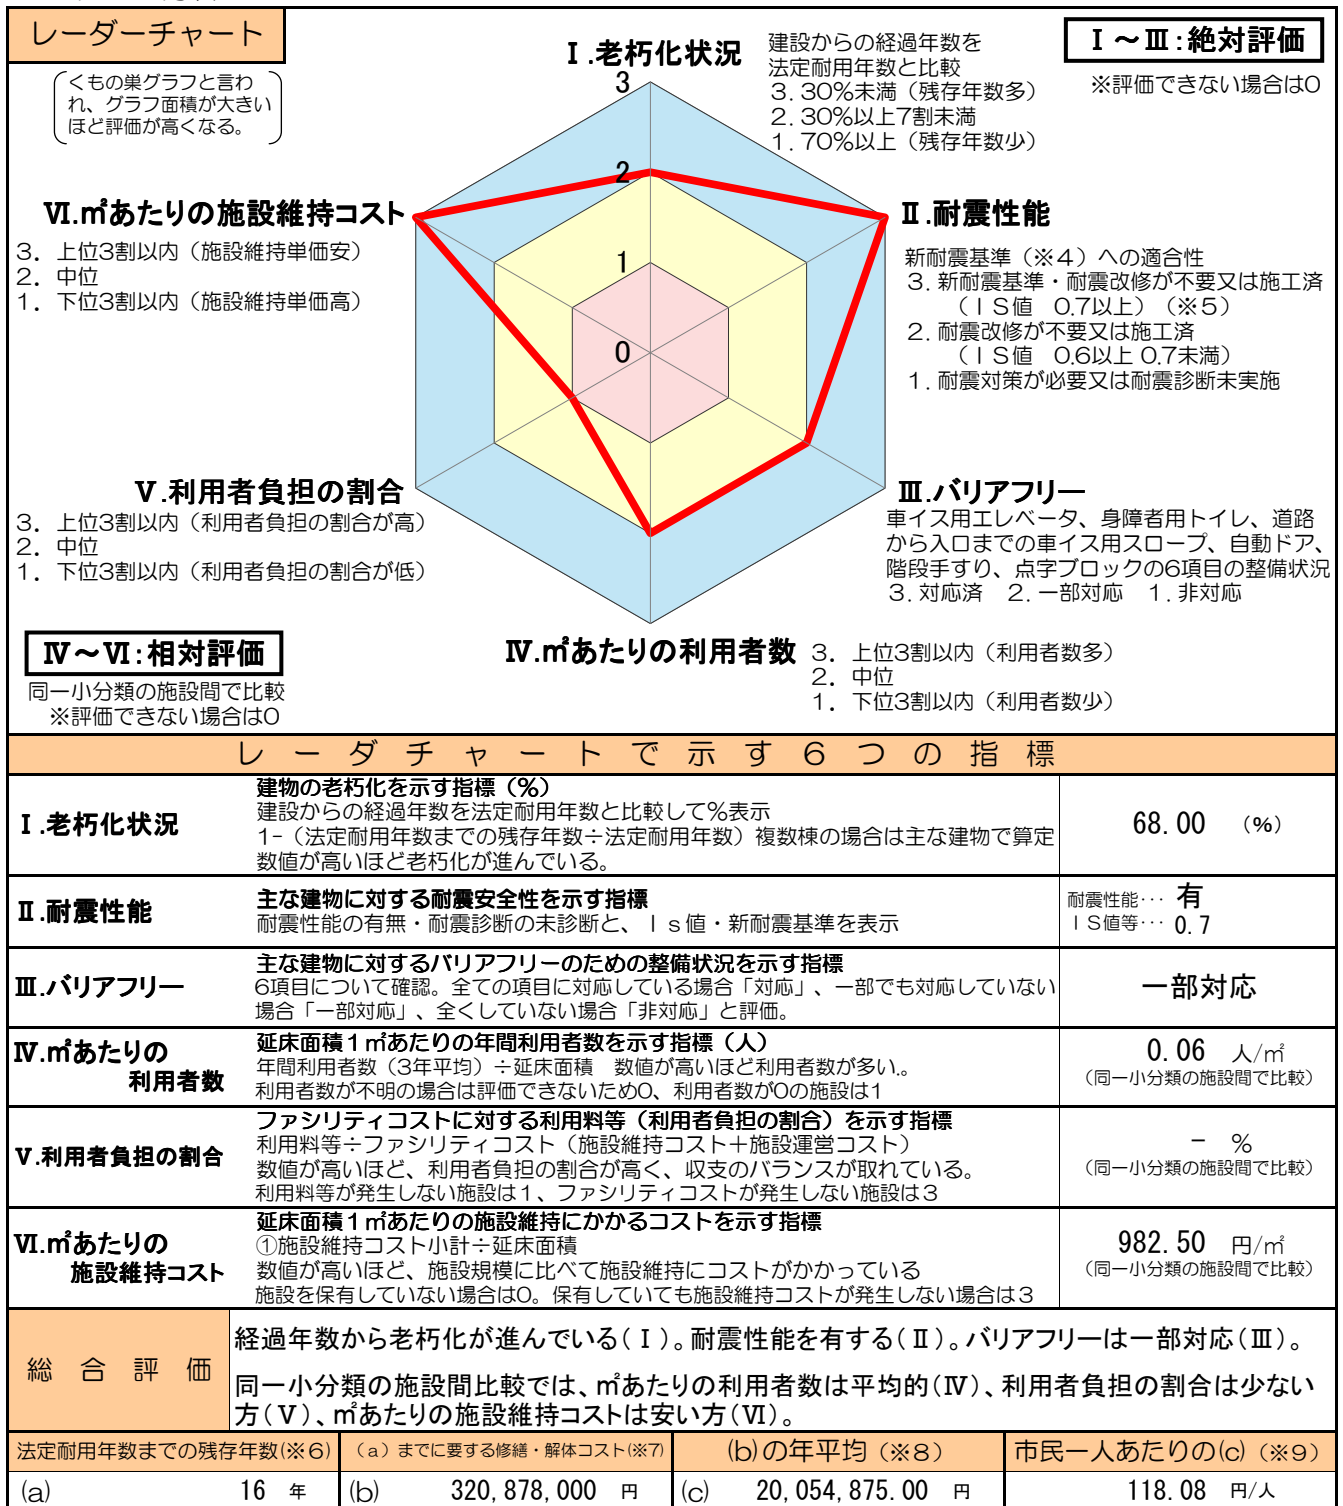 レーダーチャート
くもの巣グラフと言わ
れ、グラフ面積が大きい
ほど評価が高くなる。
Ⅰ.老朽化状況
建設からの経過年数を
法定耐用年数と比較
3. 30%未満（残存年数多）
2. 30%以上7割未満
1. 70%以上（残存年数少）
Ⅰ～Ⅲ:絶対評価
※評価できない場合は0
3
2
1
0
Ⅵ.㎡あたりの施設維持コスト
3. 上位3割以内（施設維持単価安）
2. 中位
1. 下位3割以内（施設維持単価高）
Ⅱ.耐震性能
新耐震基準（※4）への適合性
3. 新耐震基準・耐震改修が不要又は施工済
（ＩＳ値 0.7以上）（※5）
2. 耐震改修が不要又は施工済
（ＩＳ値 0.6以上 0.7未満）
1. 耐震対策が必要又は耐震診断未実施
Ⅴ.利用者負担の割合
3. 上位3割以内（利用者負担の割合が高）
2. 中位
1. 下位3割以内（利用者負担の割合が低）
Ⅲ.バリアフリー
車イス用エレベータ、身障者用トイレ、道路
から入口までの車イス用スロープ、自動ドア、
階段手すり、点字ブロックの6項目の整備状況
3. 対応済 2. 一部対応 1. 非対応
Ⅳ～Ⅵ:相対評価
同一小分類の施設間で比較
※評価できない場合は0
Ⅳ.㎡あたりの利用者数
3. 上位3割以内（利用者数多）
2. 中位
1. 下位3割以内（利用者数少）
レーダチャートで示す６つの指標
Ⅰ.老朽化状況
建物の老朽化を示す指標（%）
建設からの経過年数を法定耐用年数と比較して%表示
1-（法定耐用年数までの残存年数÷法定耐用年数）複数棟の場合は主な建物で算定
数値が高いほど老朽化が進んでいる。
68.00 （%）
Ⅱ.耐震性能
主な建物に対する耐震安全性を示す指標
耐震性能の有無・耐震診断の未診断と、Ｉｓ値・新耐震基準を表示
耐震性能･･･ 有
ＩＳ値等･･･ 0.7
Ⅲ.バリアフリー
主な建物に対するバリアフリーのための整備状況を示す指標
6項目について確認。全ての項目に対応している場合「対応」、一部でも対応していない
場合「一部対応」、全くしていない場合「非対応」と評価。
一部対応
Ⅳ.㎡あたりの
利用者数
延床面積１㎡あたりの年間利用者数を示す指標（人）
年間利用者数（3年平均）÷延床面積 数値が高いほど利用者数が多い。
利用者数が不明の場合は評価できないため0、利用者数が0の施設は1
0.06 人/㎡
（同一小分類の施設間で比較）
Ⅴ.利用者負担の割合
ファシリティコストに対する利用料等（利用者負担の割合）を示す指標
利用料等÷ファシリティコスト（施設維持コスト＋施設運営コスト）
数値が高いほど、利用者負担の割合が高く、収支のバランスが取れている。
利用料等が発生しない施設は１、ファシリティコストが発生しない施設は３
- %
（同一小分類の施設間で比較）
Ⅵ.㎡あたりの
施設維持コスト
延床面積１㎡あたりの施設維持にかかるコストを示す指標
①施設維持コスト小計÷延床面積
数値が高いほど、施設規模に比べて施設維持にコストがかかっている
施設を保有していない場合は0。保有していても施設維持コストが発生しない場合は３
982.50 円/㎡
（同一小分類の施設間で比較）
総合評価
経過年数から老朽化が進んでいる(Ⅰ)。耐震性能を有する(Ⅱ)。バリアフリーは一部対応(Ⅲ)。
同一小分類の施設間比較では、㎡あたりの利用者数は平均的(Ⅳ)、利用者負担の割合は少ない
方(Ⅴ)、㎡あたりの施設維持コストは安い方(Ⅵ)。
法定耐用年数までの残存年数(※6)
（a）までに要する修繕・解体コスト(※7)
(b)の年平均（※8）
市民一人あたりの(c)（※9）
(a) 16 年
(b) 320,878,000 円
(c) 20,054,875.00 円
118.08 円/人